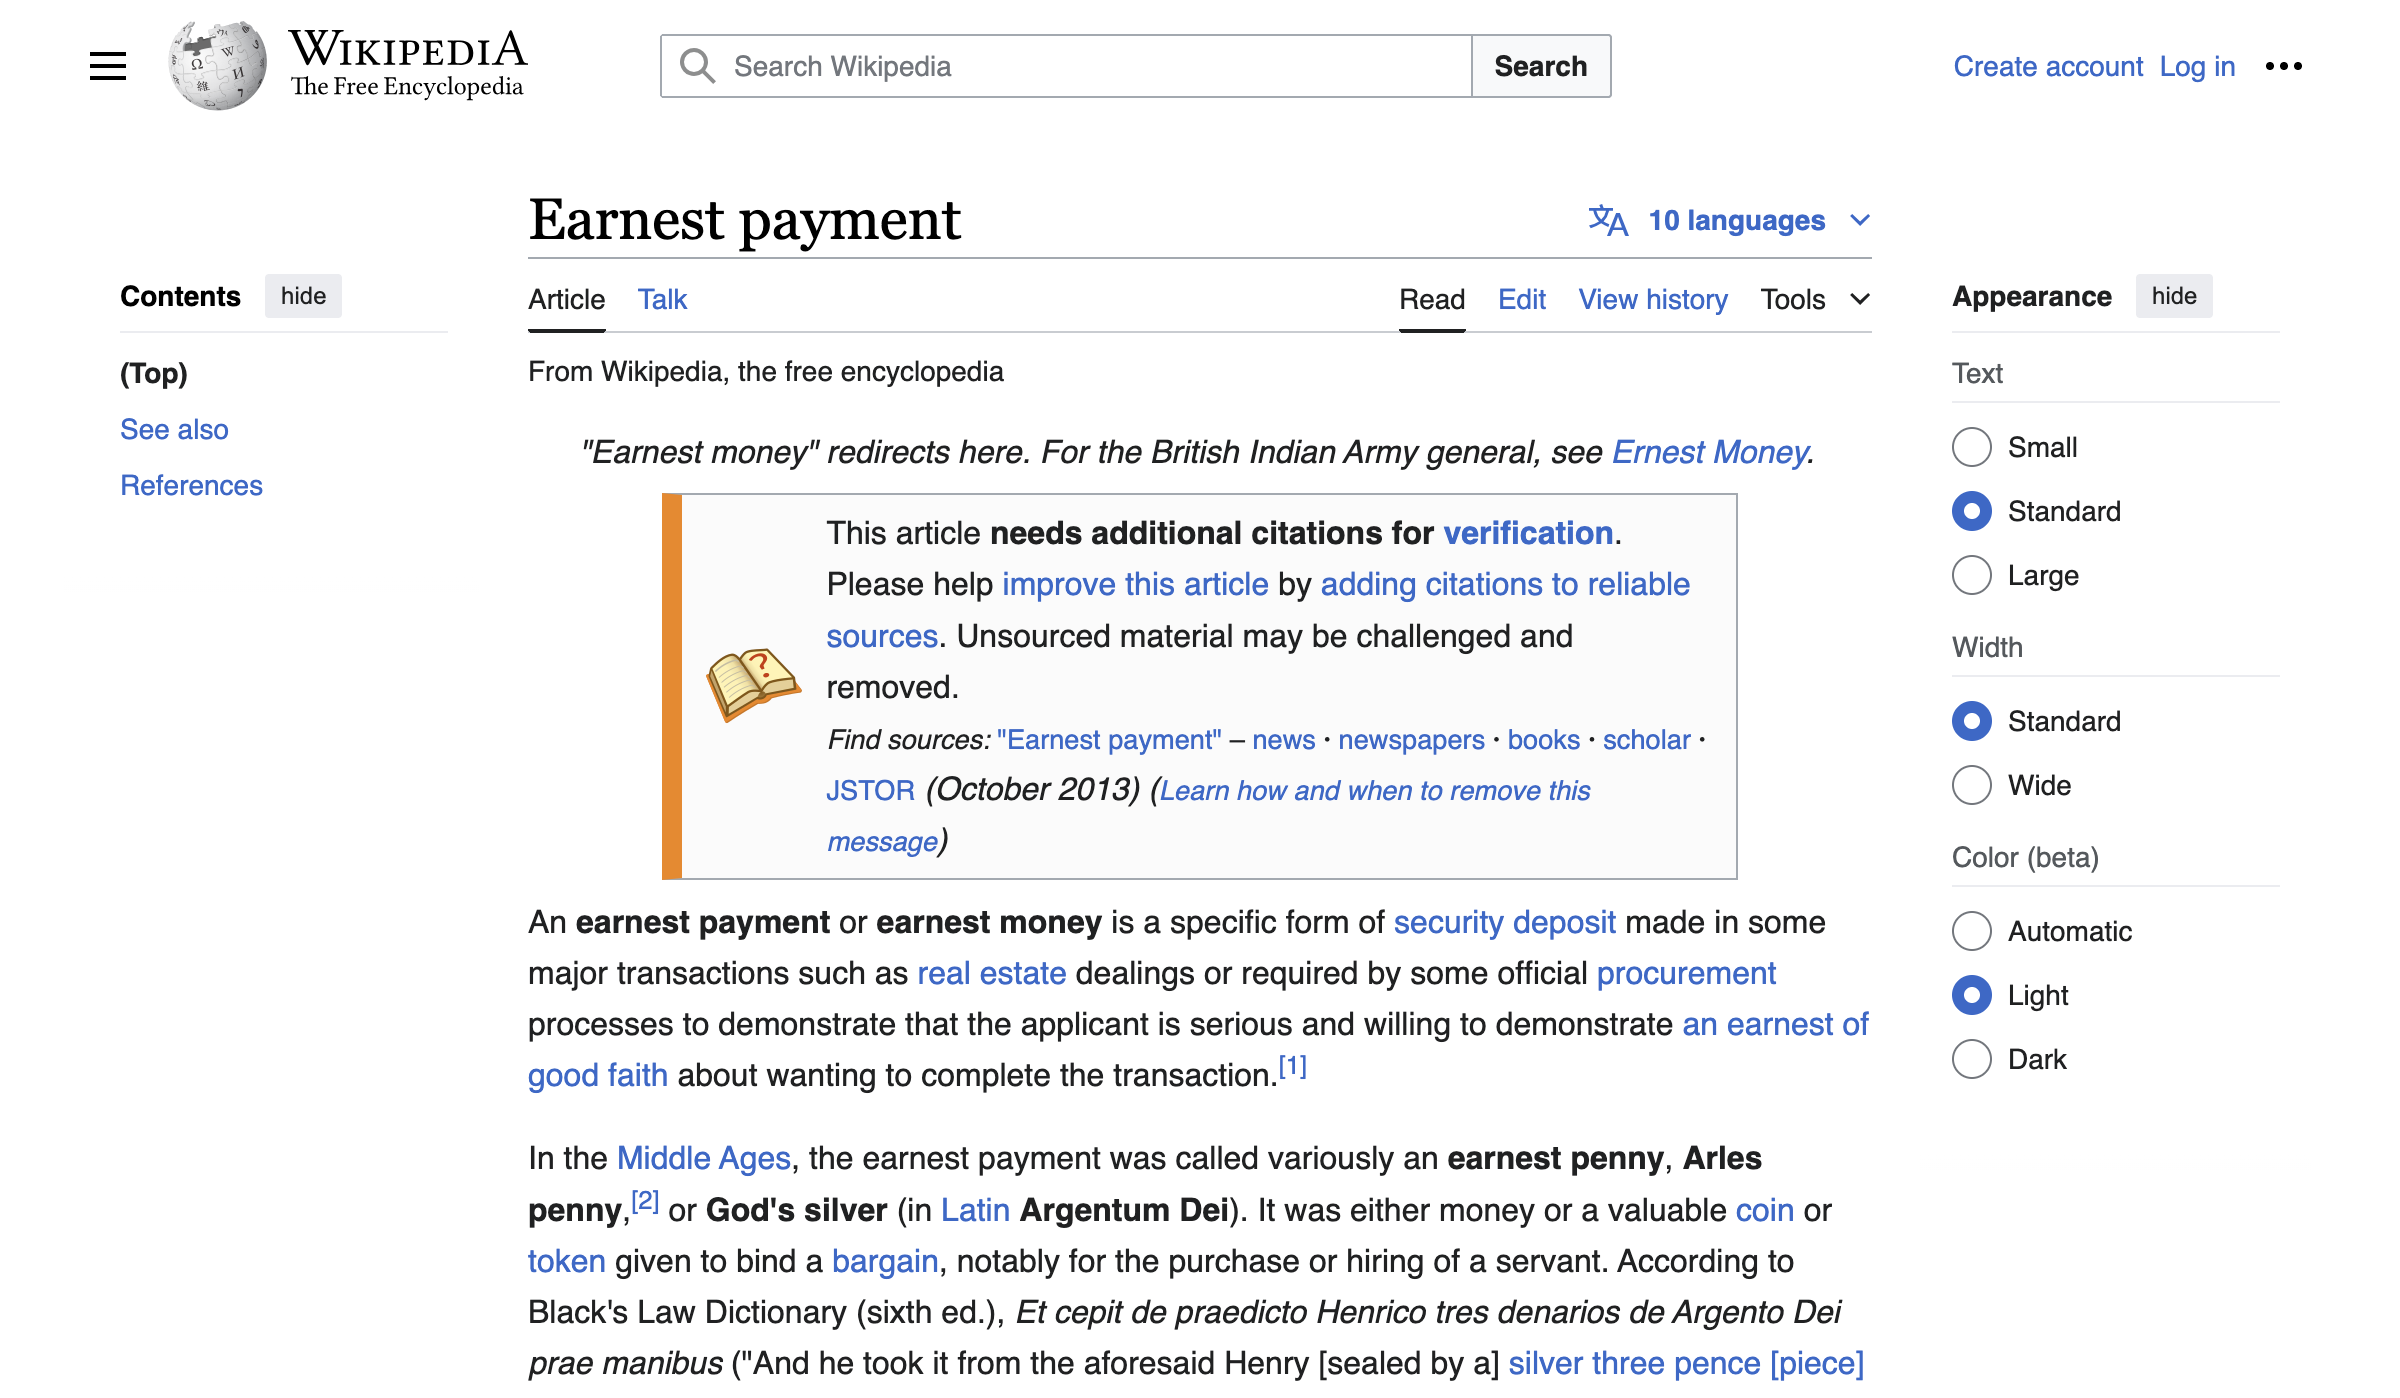 WIKIPEDIA
The Free Encyclopedia
Search Wikipedia
Search
Create account Log in
Earnest payment
10 languages
Contents hide
(Top)
See also
References
Article Talk
Read Edit View history Tools
From Wikipedia, the free encyclopedia
"Earnest money" redirects here. For the British Indian Army general, see Ernest Money.
This article needs additional citations for verification.
Please help improve this article by adding citations to reliable
sources. Unsourced material may be challenged and
removed.
Find sources: "Earnest payment" – news · newspapers · books · scholar ·
JSTOR (October 2013) (Learn how and when to remove this
message)
An earnest payment or earnest money is a specific form of security deposit made in some
major transactions such as real estate dealings or required by some official procurement
processes to demonstrate that the applicant is serious and willing to demonstrate an earnest of
good faith about wanting to complete the transaction.[1]
In the Middle Ages, the earnest payment was called variously an earnest penny, Arles
penny,[2] or God's silver (in Latin Argentum Dei). It was either money or a valuable coin or
token given to bind a bargain, notably for the purchase or hiring of a servant. According to
Black's Law Dictionary (sixth ed.), Et cepit de praedicto Henrico tres denarios de Argento Dei
prae manibus ("And he took it from the aforesaid Henry [sealed by a] silver three pence [piece]
Appearance hide
Text
Small
Standard
Large
Width
Standard
Wide
Color (beta)
Automatic
Light
Dark